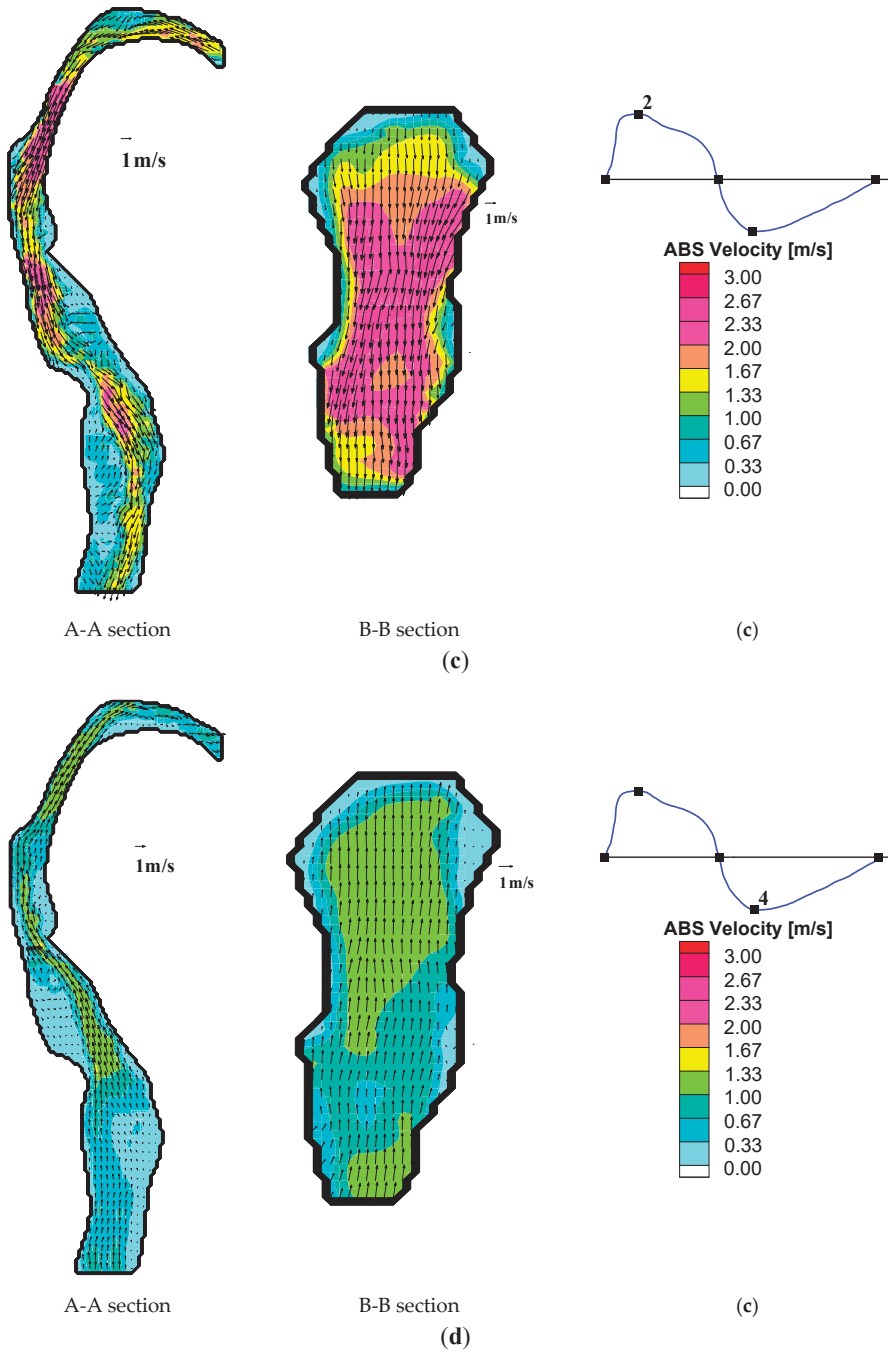 2
1 m/s
1 m/s
ABS Velocity [m/s]
3.00
2.67
2.33
2.00
1.67
1.33
1.00
0.67
0.33
0.00
A-A section
B-B section
(c)
(c)
1 m/s
1 m/s
4
ABS Velocity [m/s]
3.00
2.67
2.33
2.00
1.67
1.33
1.00
0.67
0.33
0.00
A-A section
B-B section
(c)
(d)